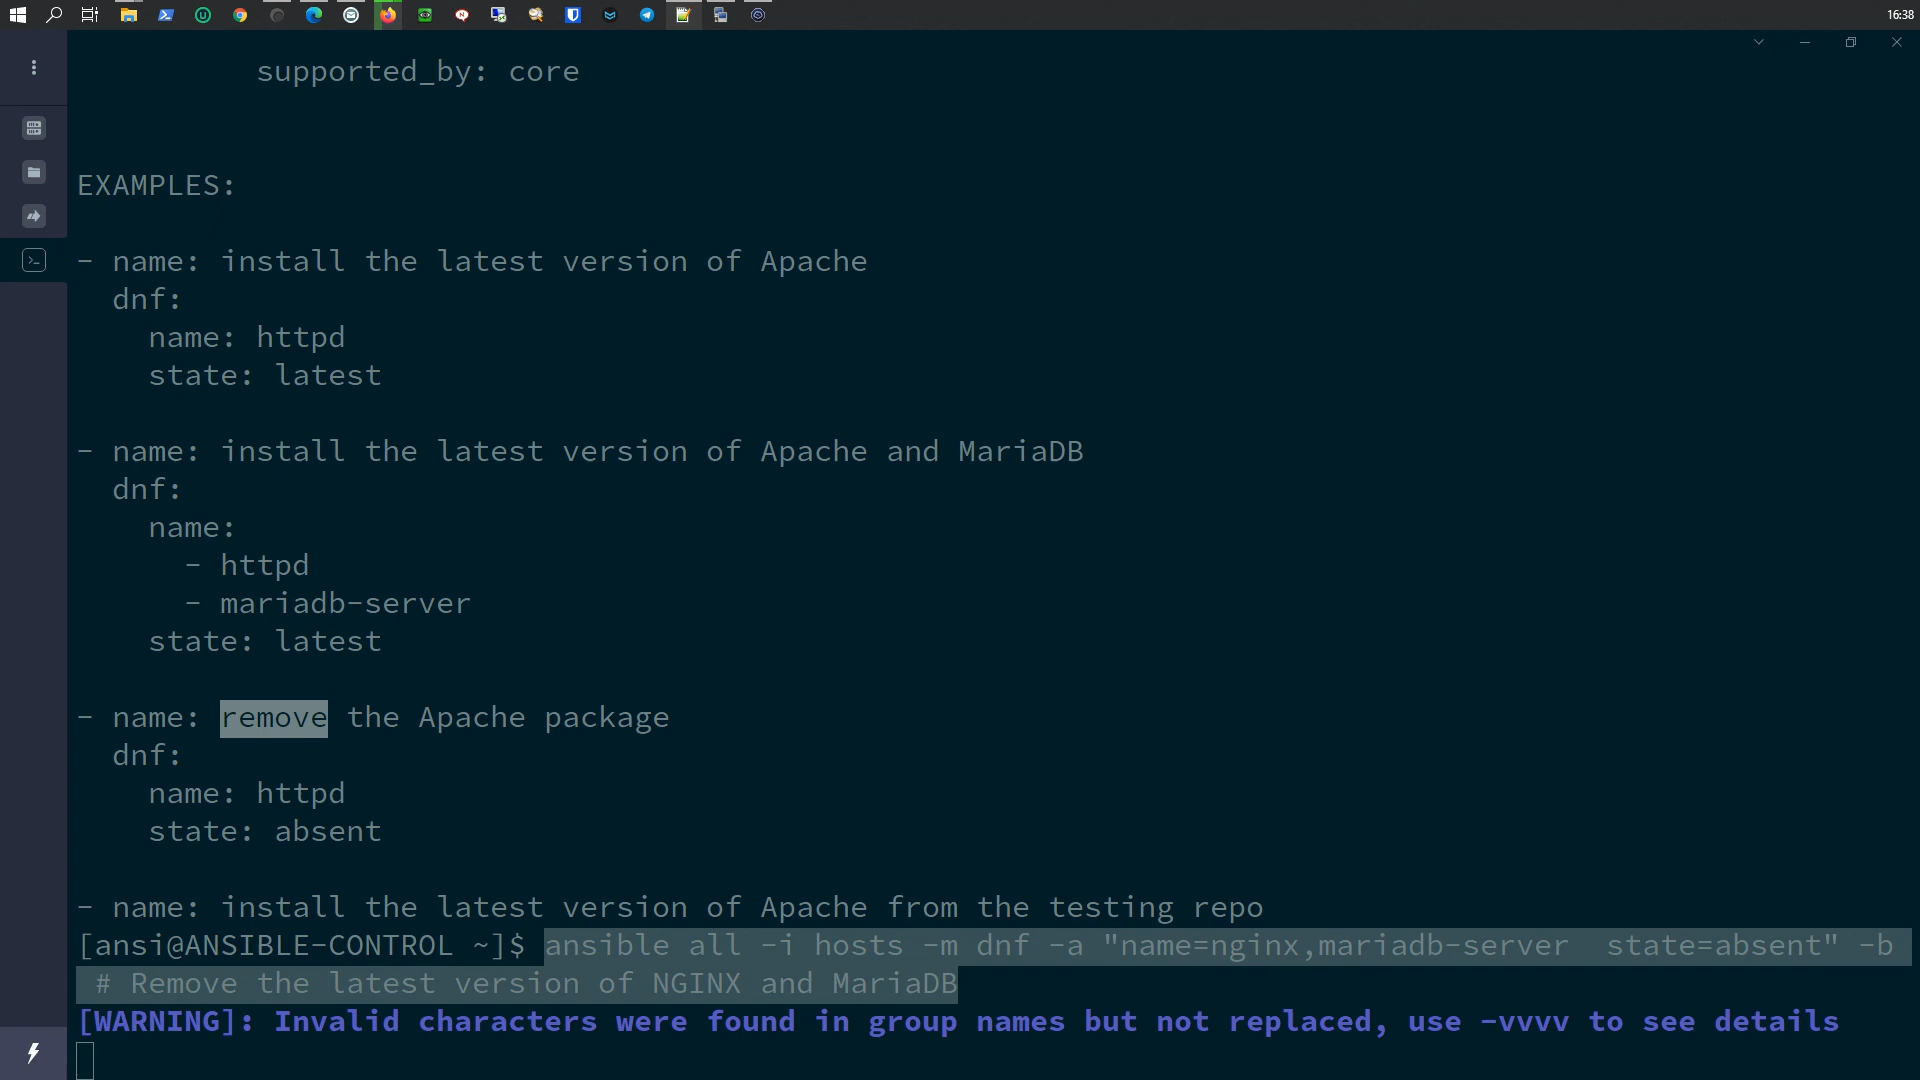 16:38
supported_by: core
EXAMPLES:
- name: install the latest version of Apache
dnf:
name: httpd
state: latest
- name: install the latest version of Apache and MariaDB
dnf:
name:
- httpd
- mariadb-server
state: latest
- name: remove the Apache package
dnf:
name: httpd
state: absent
- name: install the latest version of Apache from the testing repo
[ansi@ANSIBLE-CONTROL ~]$ ansible all -i hosts -m dnf -a "name=nginx,mariadb-server  state=absent" -b
# Remove the latest version of NGINX and MariaDB
[WARNING]: Invalid characters were found in group names but not replaced, use -vvvv to see details